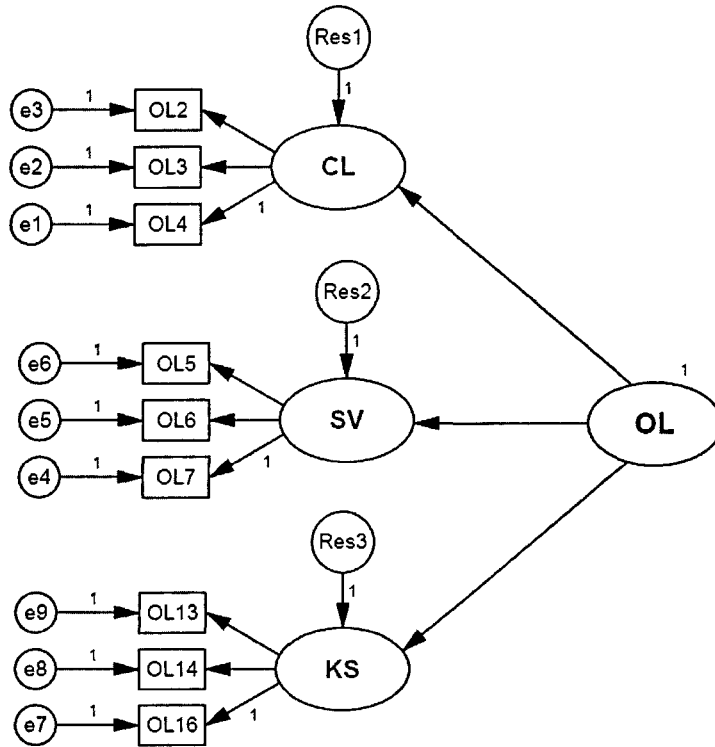 Res1
1
e3 1 OL2
e2 1 OL3
CL
e1 1 OL4
1
Res2
1
e6 1 OL5
e5 1 OL6
SV
e4 1 OL7
1
1
OL
Res3
1
e9 1 OL13
e8 1 OL14
KS
e7 1 OL16
1